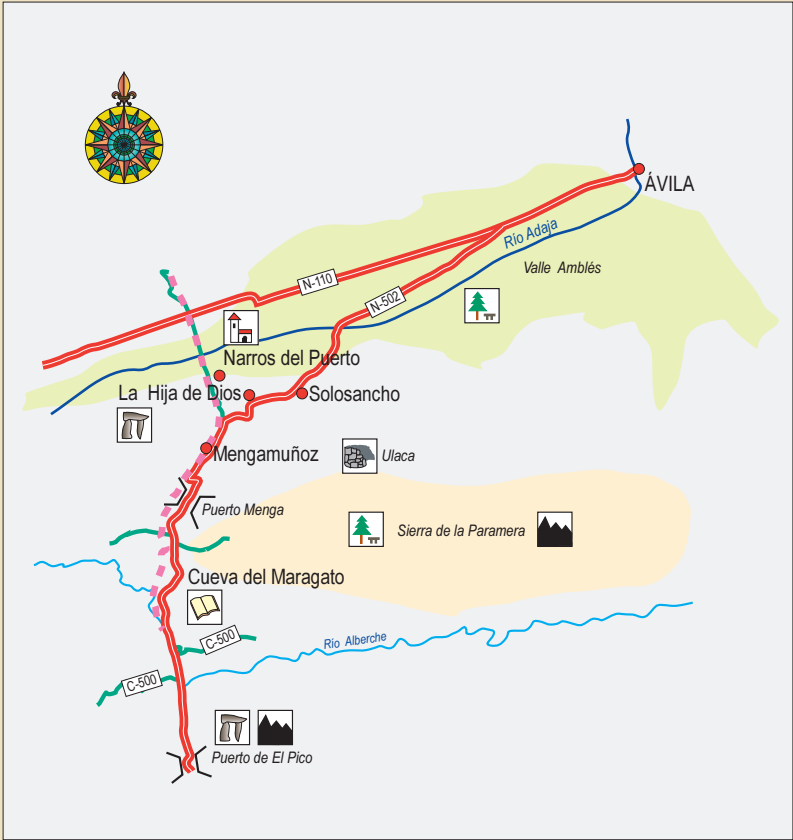 ÁVILA
Río Adaja
Valle Amblés
N-110
N-502
Narros del Puerto
La Hija de Dios
Solosancho
Mengamuñoz
Ulaca
Puerto Menga
Sierra de la Paramera
Cueva del Maragato
C-500
Rio Alberche
C-500
Puerto de El Pico